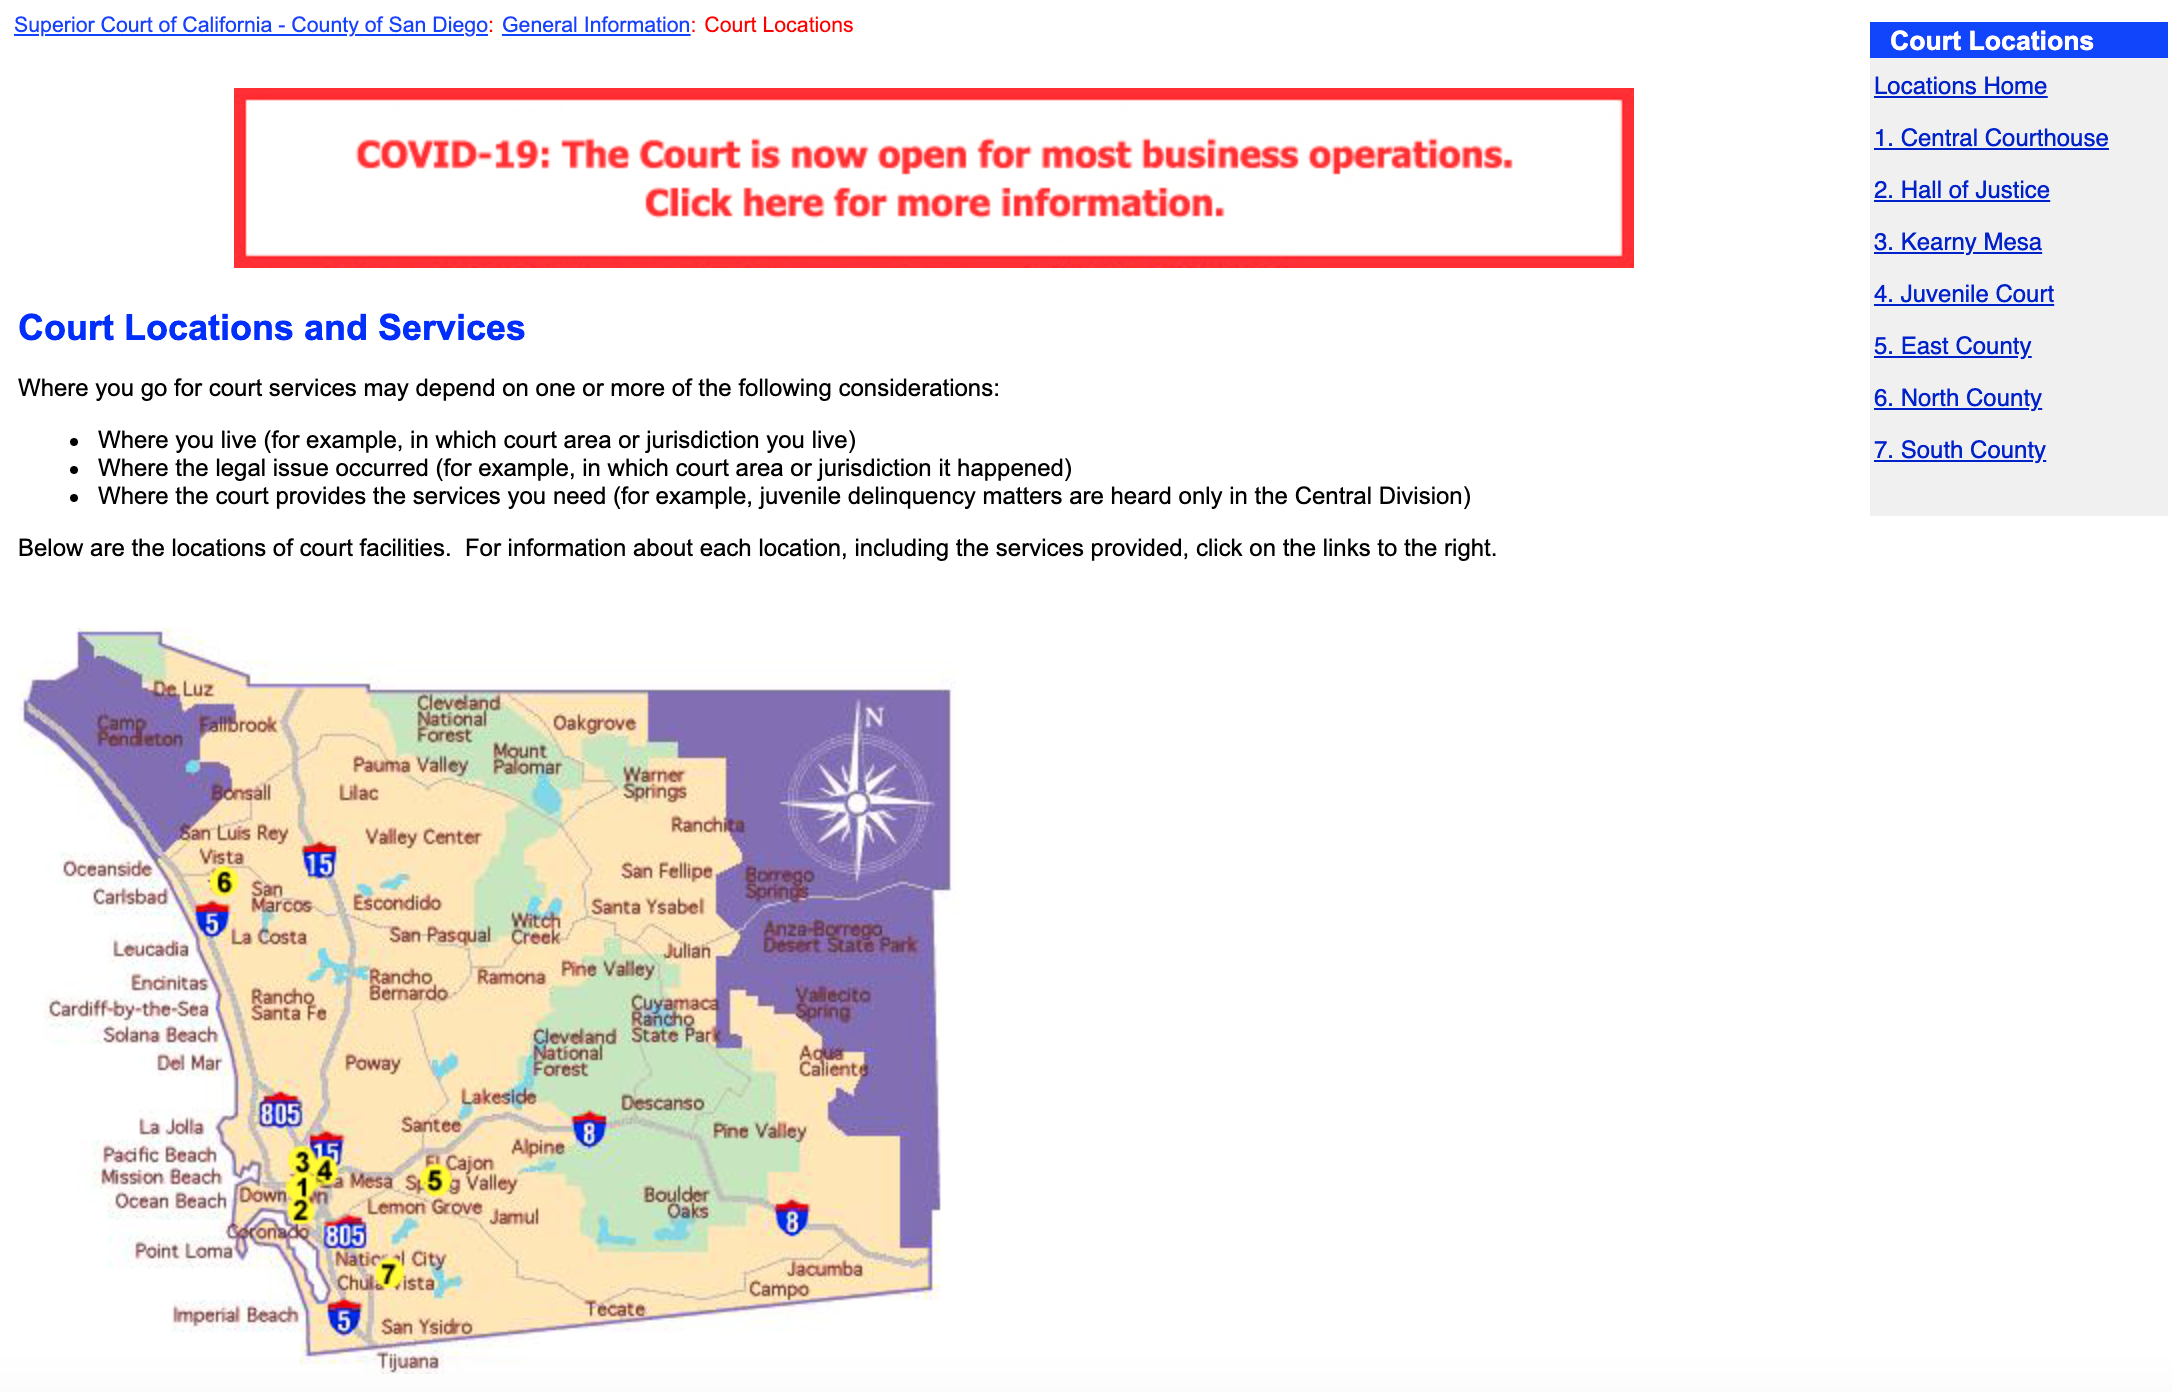 Superior Court of California - County of San Diego: General Information: Court Locations
COVID-19: The Court is now open for most business operations.
Click here for more information.
Court Locations and Services
Where you go for court services may depend on one or more of the following considerations:
• Where you live (for example, in which court area or jurisdiction you live)
• Where the legal issue occurred (for example, in which court area or jurisdiction it happened)
• Where the court provides the services you need (for example, juvenile delinquency matters are heard only in the Central Division)
Below are the locations of court facilities.  For information about each location, including the services provided, click on the links to the right.
Court Locations
Locations Home
1. Central Courthouse
2. Hall of Justice
3. Kearny Mesa
4. Juvenile Court
5. East County
6. North County
7. South County
De Luz
Cleveland
National
Forest
Oakgrove
N
Camp
Pendleton
Fallbrook
Mount
Palomar
Pauma Valley
Warner
Springs
Bonsall
Lilac
Ranchita
San Luis Rey
Valley Center
Vista
15
Oceanside
San Fellipe
Borrego
Springs
6
Carlsbad
San
Marcos
Escondido
Santa Ysabel
5
Witch
Creek
La Costa
San Pasqual
Anza-Borrego
Desert State Park
Leucadia
Julian
Encinitas
Rancho
Bernardo
Ramona
Pine Valley
Cardiff-by-the-Sea
Rancho
Santa Fe
Cuyamaca
Rancho
State Park
Vallecito
Spring
Solana Beach
Cleveland
National
Forest
Del Mar
Poway
Aqua
Caliente
Lakeside
Descanso
805
La Jolla
Santee
8
Pine Valley
Pacific Beach
15
Alpine
3
4
El Cajon
Mission Beach
Mesa
5
Valley
1
Ocean Beach
2
Lemon Grove
Jamul
Boulder
Oaks
8
Coronado
805
Point Loma
City
7
Jacumba
Campo
Imperial Beach
5
Tecate
San Ysidro
Tijuana